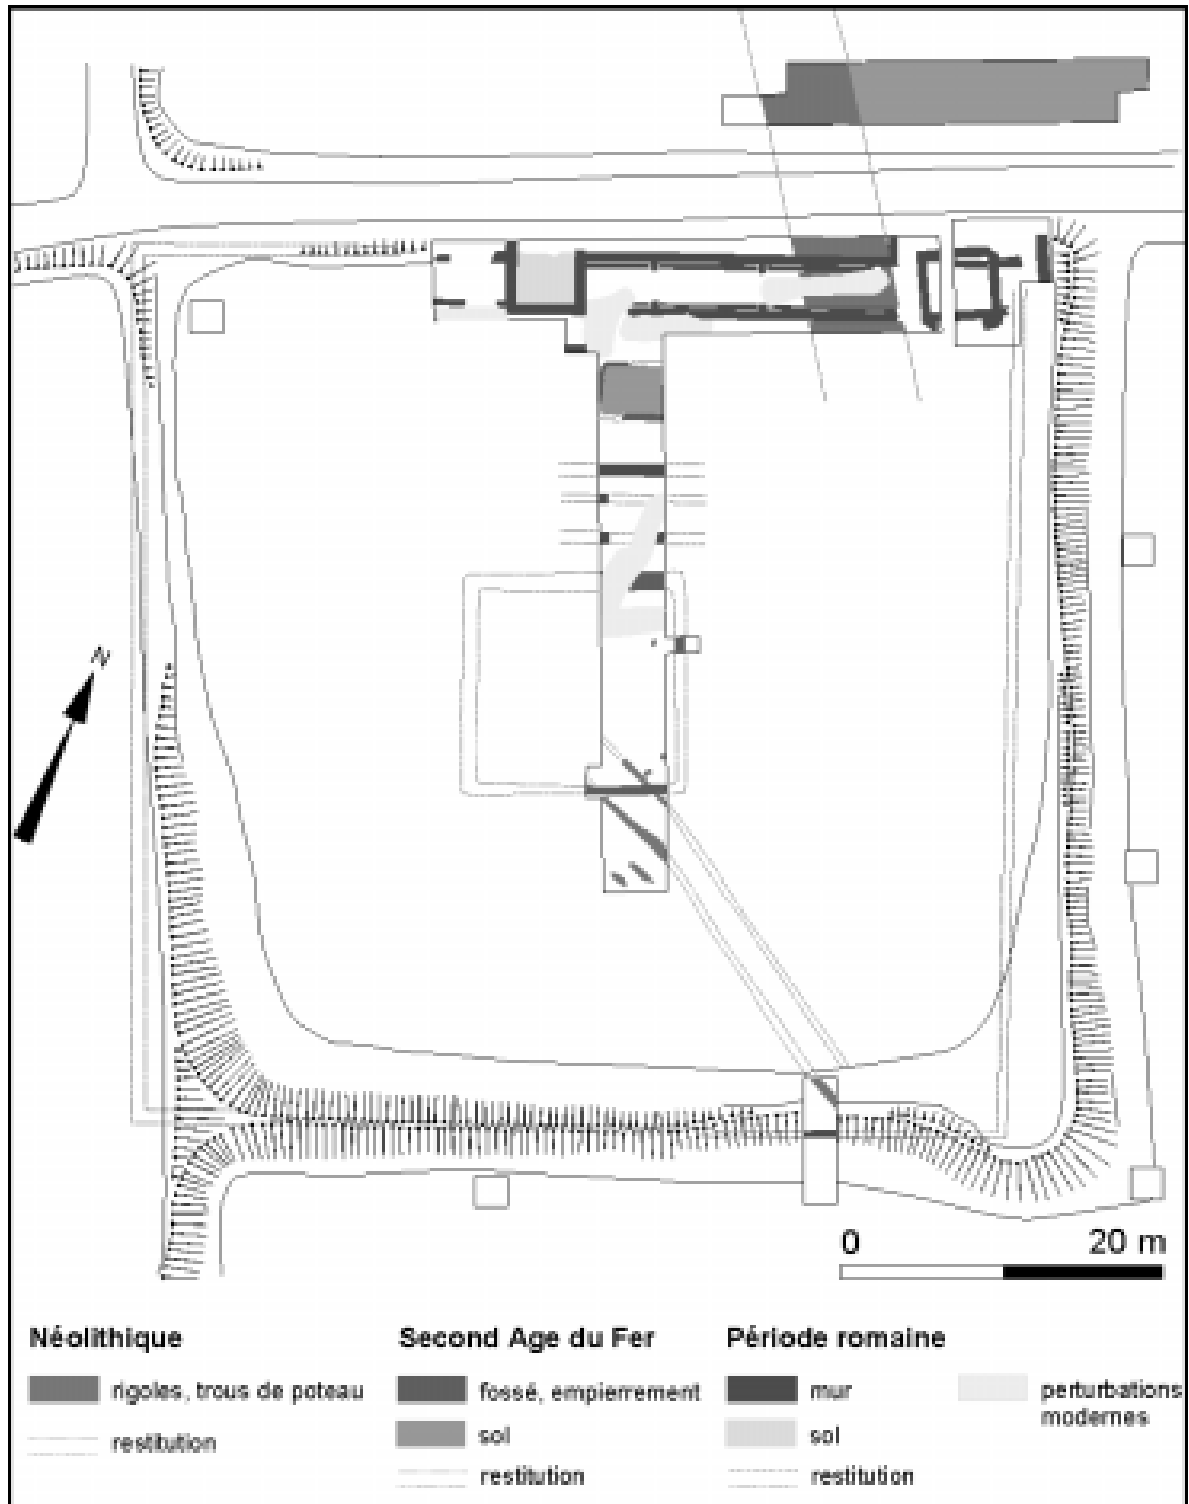 N
0 20 m
Néolithique
rigoles, trous de poteau
restitution
Second Age du Fer
fossé, empierrement
sol
restitution
Période romaine
mur
sol
restitution
perturbations
modernes